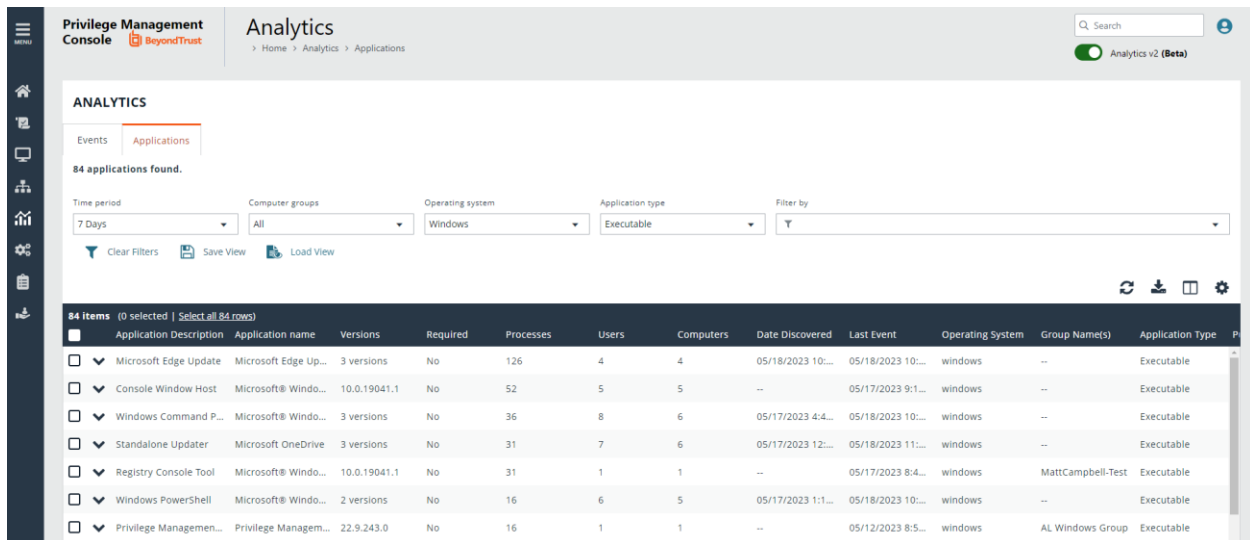 MENU
Privilege Management
Console BeyondTrust
Analytics
> Home > Analytics > Applications
Search
Analytics v2 (Beta)
ANALYTICS
Events Applications
84 applications found.
Time period Computer groups Operating system Application type Filter by
7 Days All Windows Executable
Clear Filters Save View Load View
84 items (0 selected | Select all 84 rows)
Application Description Application name Versions Required Processes Users Computers Date Discovered Last Event Operating System Group Name(s) Application Type P
Microsoft Edge Update Microsoft Edge Up... 3 versions No 126 4 4 05/18/2023 10:... 05/18/2023 10:... windows -- Executable
Console Window Host Microsoft® Windo... 10.0.19041.1 No 52 5 5 -- 05/17/2023 9:1... windows -- Executable
Windows Command P... Microsoft® Windo... 3 versions No 36 8 6 05/17/2023 4:4... 05/18/2023 10:... windows -- Executable
Standalone Updater Microsoft OneDrive 3 versions No 31 7 6 05/17/2023 12:... 05/18/2023 11:... windows -- Executable
Registry Console Tool Microsoft® Windo... 10.0.19041.1 No 31 1 1 -- 05/17/2023 8:4... windows MattCampbell-Test Executable
Windows PowerShell Microsoft® Windo... 2 versions No 16 6 5 05/17/2023 1:1... 05/18/2023 10:... windows -- Executable
Privilege Managemen... Privilege Managem... 22.9.243.0 No 16 1 1 -- 05/12/2023 8:5... windows AL Windows Group Executable